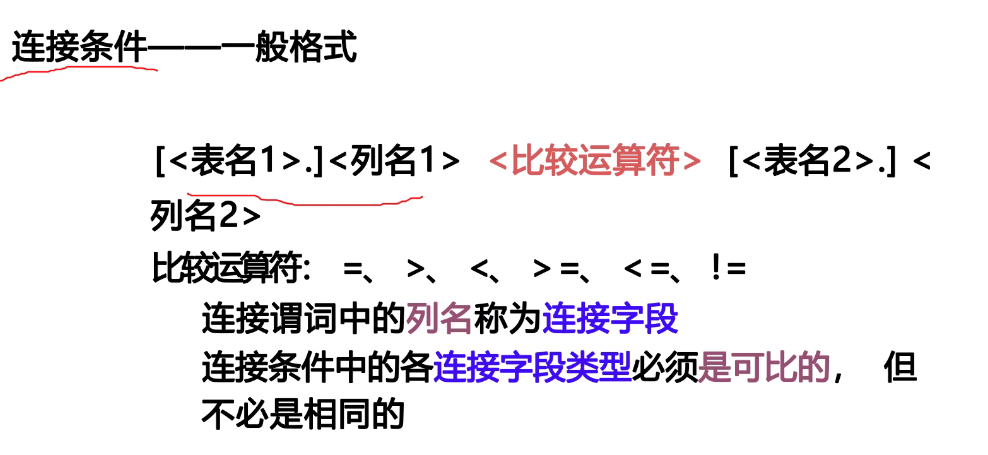 连接条件——一般格式
[<表名1>.]<列名1> <比较运算符> [<表名2>.] <
列名2>
比较运算符： =、 >、 <、 > =、 < =、 ! =
连接谓词中的列名称为连接字段
连接条件中的各连接字段类型必须是可比的， 但
不必是相同的